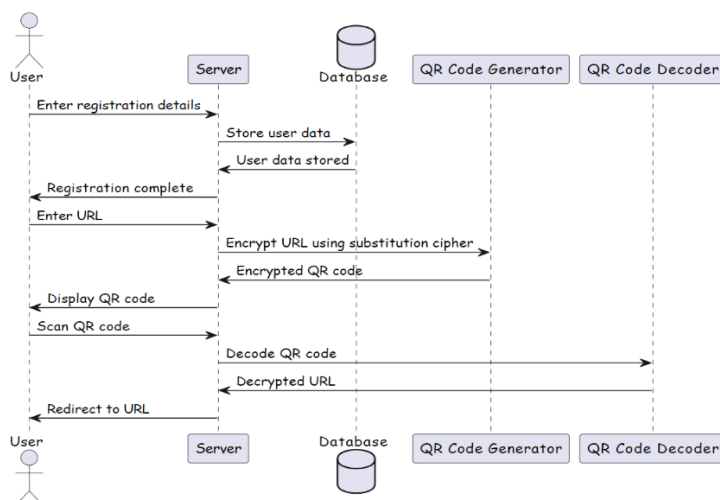 User
Server
Database
QR Code Generator
QR Code Decoder
Enter registration details
Store user data
User data stored
Registration complete
Enter URL
Encrypt URL using substitution cipher
Encrypted QR code
Display QR code
Scan QR code
Decode QR code
Decrypted URL
Redirect to URL
User
Server
Database
QR Code Generator
QR Code Decoder